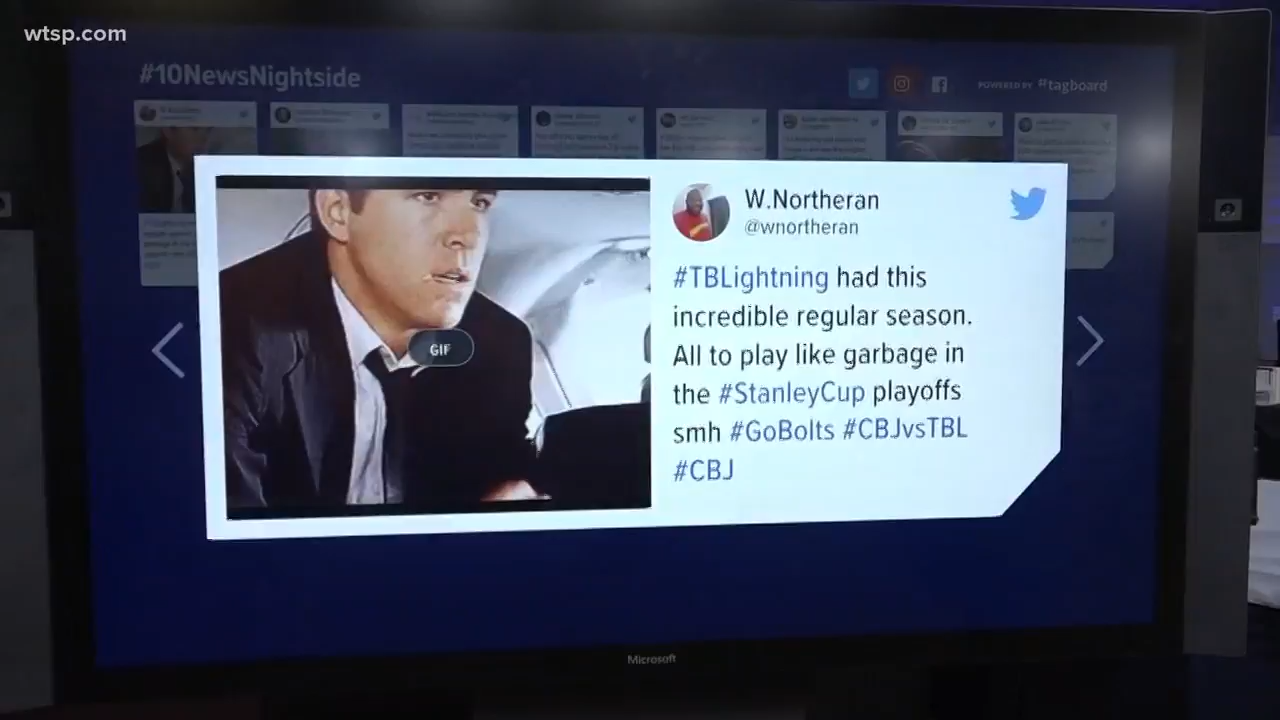 wtsp.com
#10NewsNightside
POWERED BY #tagboard
W.Northeran
@wnortheran
#TBLightning had this
incredible regular season.
All to play like garbage in
the #StanleyCup playoffs
smh #GoBolts #CBJvsTBL
#CBJ
GIF
Microsoft